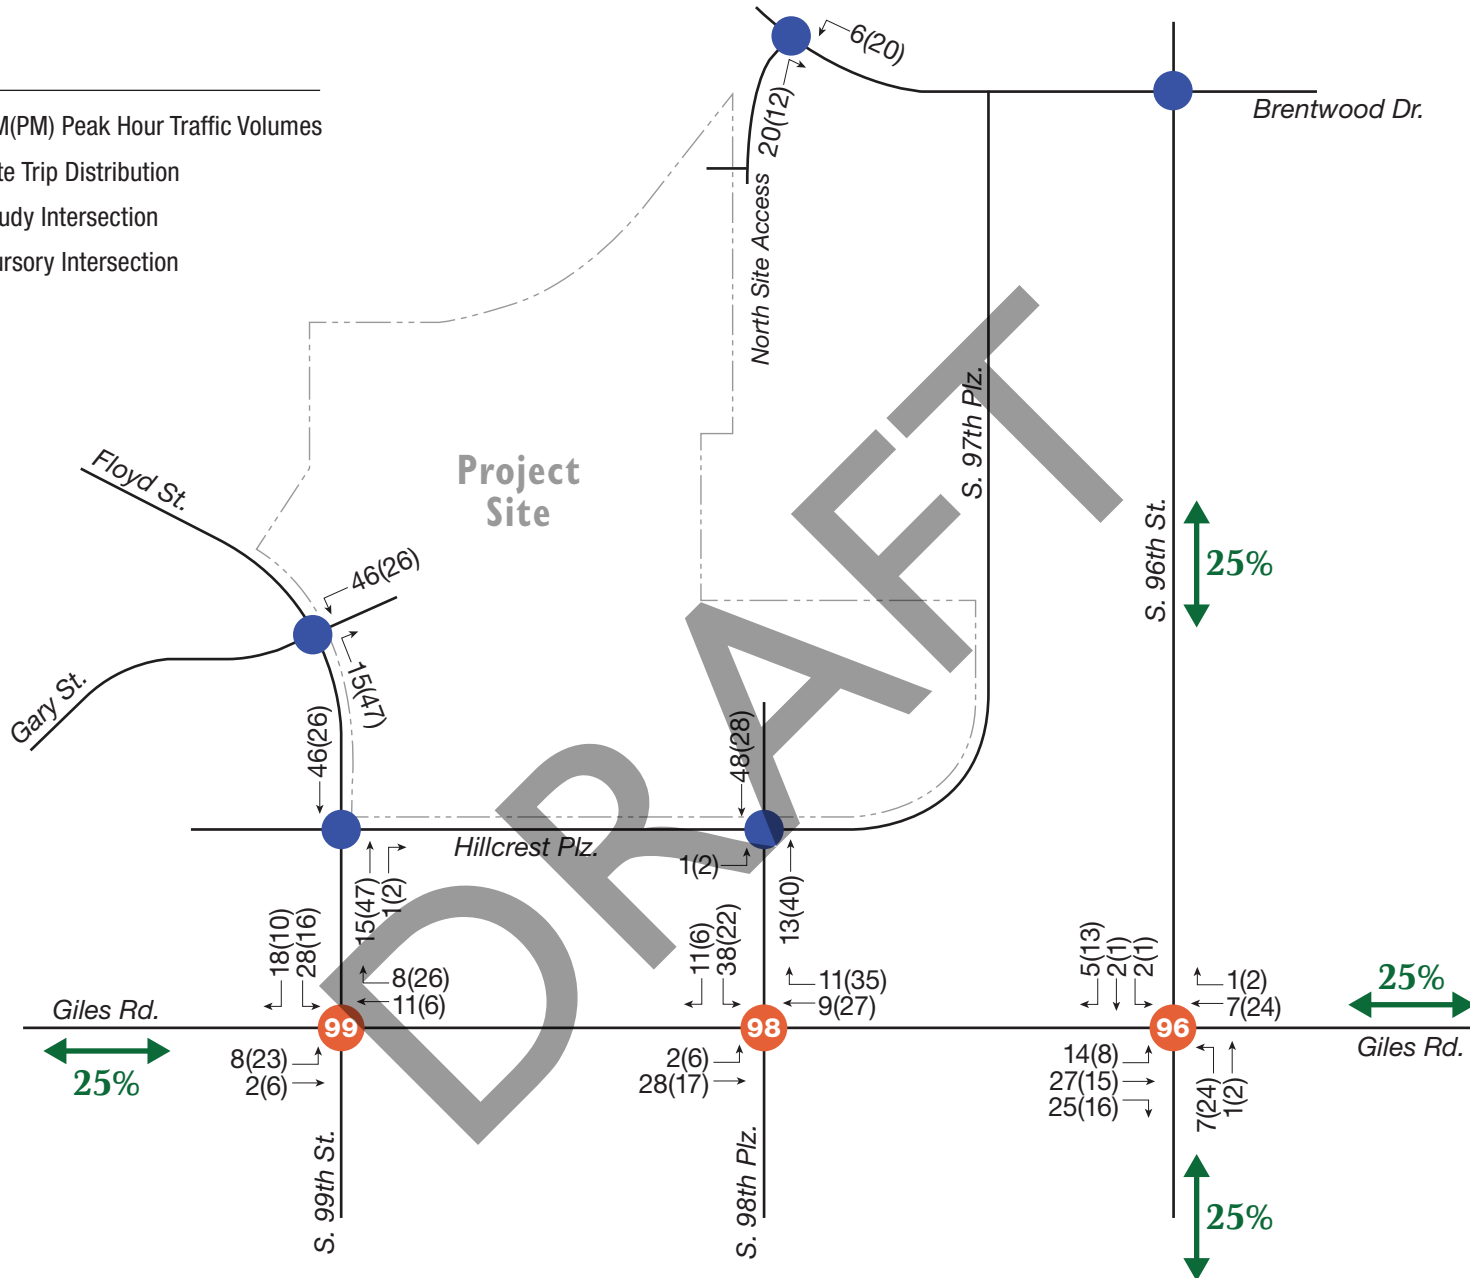 6(20)
20(12)
Brentwood Dr.
M(PM) Peak Hour Traffic Volumes
te Trip Distribution
udy Intersection
ursory Intersection
North Site Access
S. 97th Plz.
Project
Site
Floyd St.
46(26)
S. 96th St.
25%
15(47)
Gary St.
46(26)
48(28)
Hillcrest Plz.
1(2)
15(47)
1(2)
13(40)
18(10)
28(16)
8(26)
11(6)
11(6)
38(22)
11(35)
9(27)
5(13)
2(1)
2(1)
1(2)
7(24)
25%
Giles Rd.
99
98
96
Giles Rd.
25%
8(23)
2(6)
2(6)
28(17)
14(8)
27(15)
25(16)
7(24)
1(2)
S. 99th St.
S. 98th Plz.
25%
DRAFT